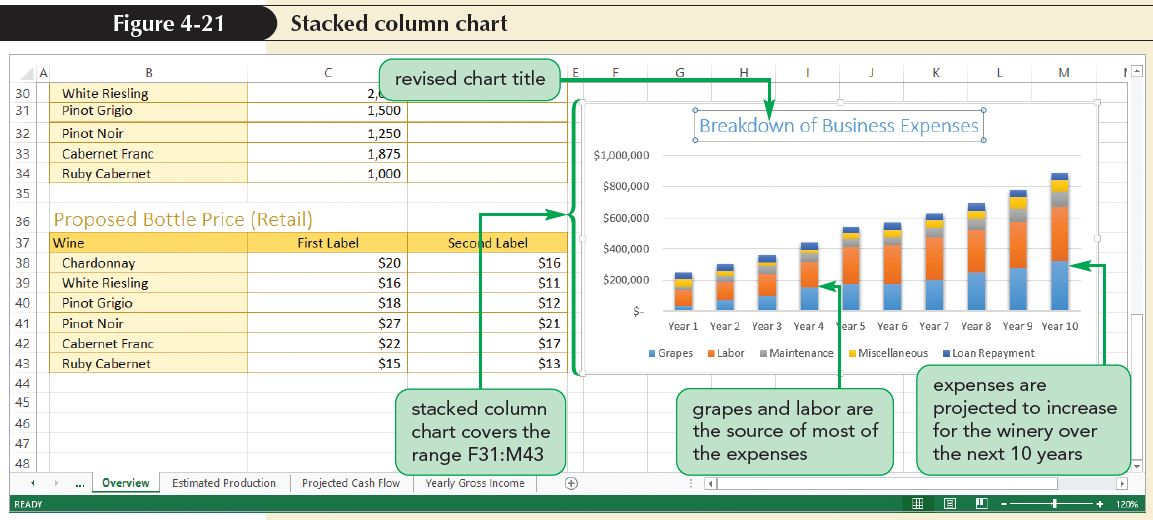 Figure 4-21 Stacked column chart
A B C E F G H I J K L M
revised chart title
30 White Riesling
31 Pinot Grigio 1,500
32 Pinot Noir 1,250
33 Cabernet Franc 1,875
34 Ruby Cabernet 1,000
35
36 Proposed Bottle Price (Retail)
37 Wine First Label Second Label
38 Chardonnay $20 $16
39 White Riesling $16 $11
40 Pinot Grigio $18 $12
41 Pinot Noir $27 $21
42 Cabernet Franc $22 $17
43 Ruby Cabernet $15 $13
44
45
46
47
48
Breakdown of Business Expenses
$1,000,000
$800,000
$600,000
$400,000
$200,000
$-
Year 1 Year 2 Year 3 Year 4 Year 5 Year 6 Year 7 Year 8 Year 9 Year 10
Grapes Labor Maintenance Miscellaneous Loan Repayment
stacked column
chart covers the
range F31:M43
grapes and labor are
the source of most of
the expenses
expenses are
projected to increase
for the winery over
the next 10 years
... Overview Estimated Production Projected Cash Flow Yearly Gross Income
READY 120%